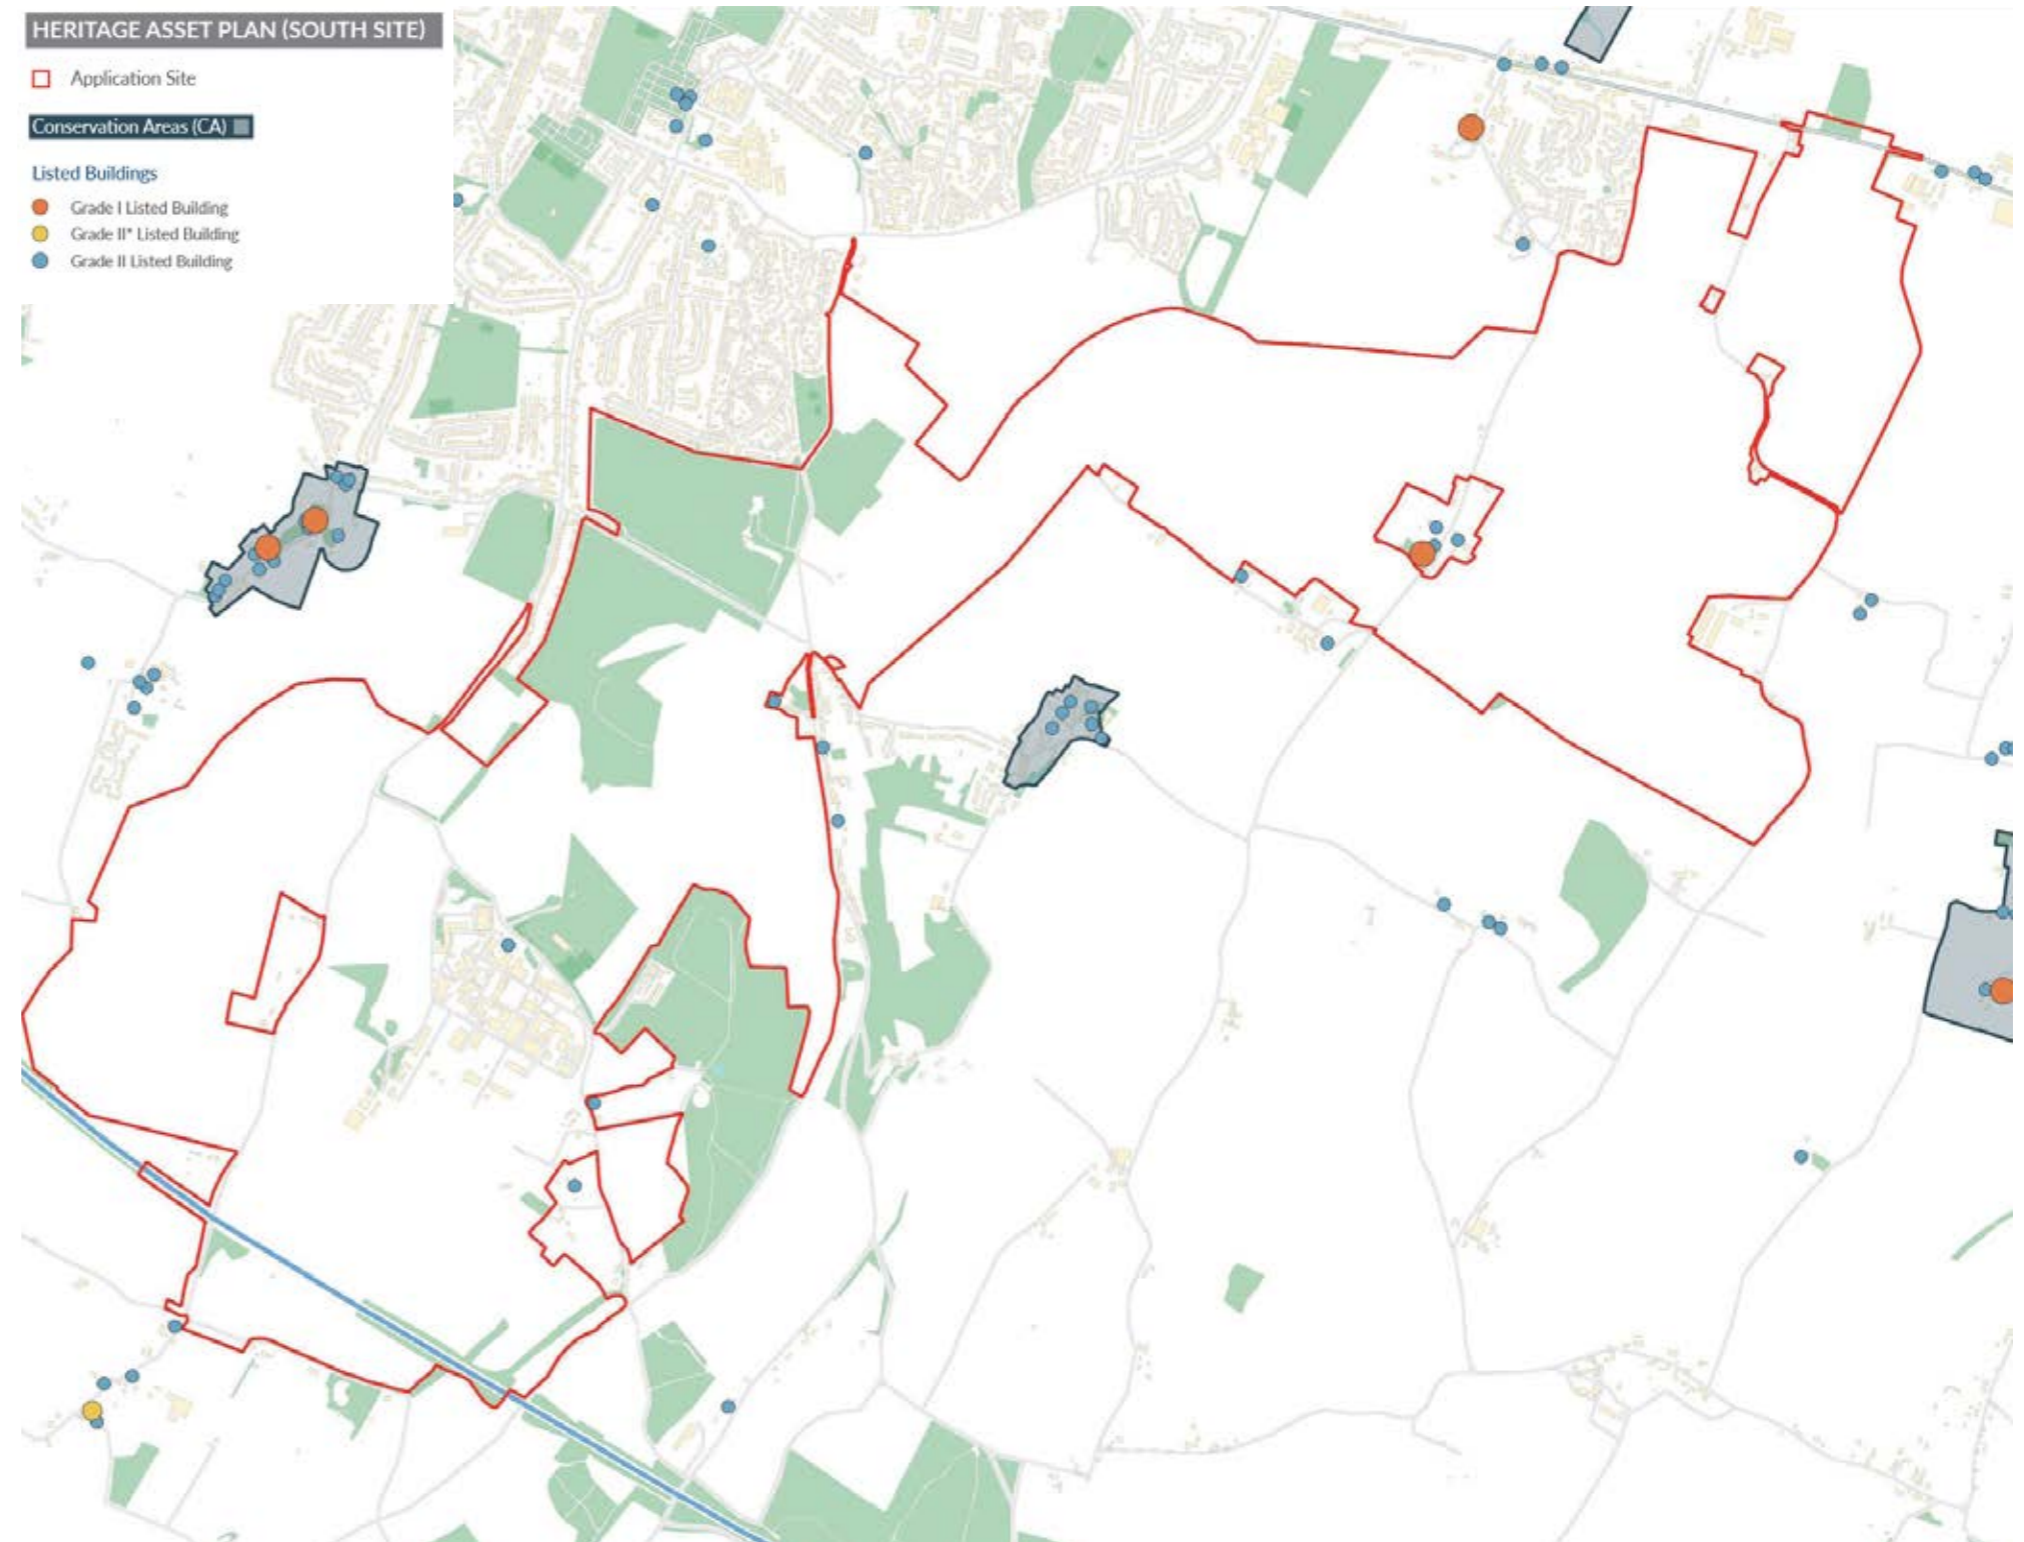 HERITAGE ASSET PLAN (SOUTH SITE)
Application Site
Conservation Areas (CA)
Listed Buildings
Grade I Listed Building
Grade II* Listed Building
Grade II Listed Building